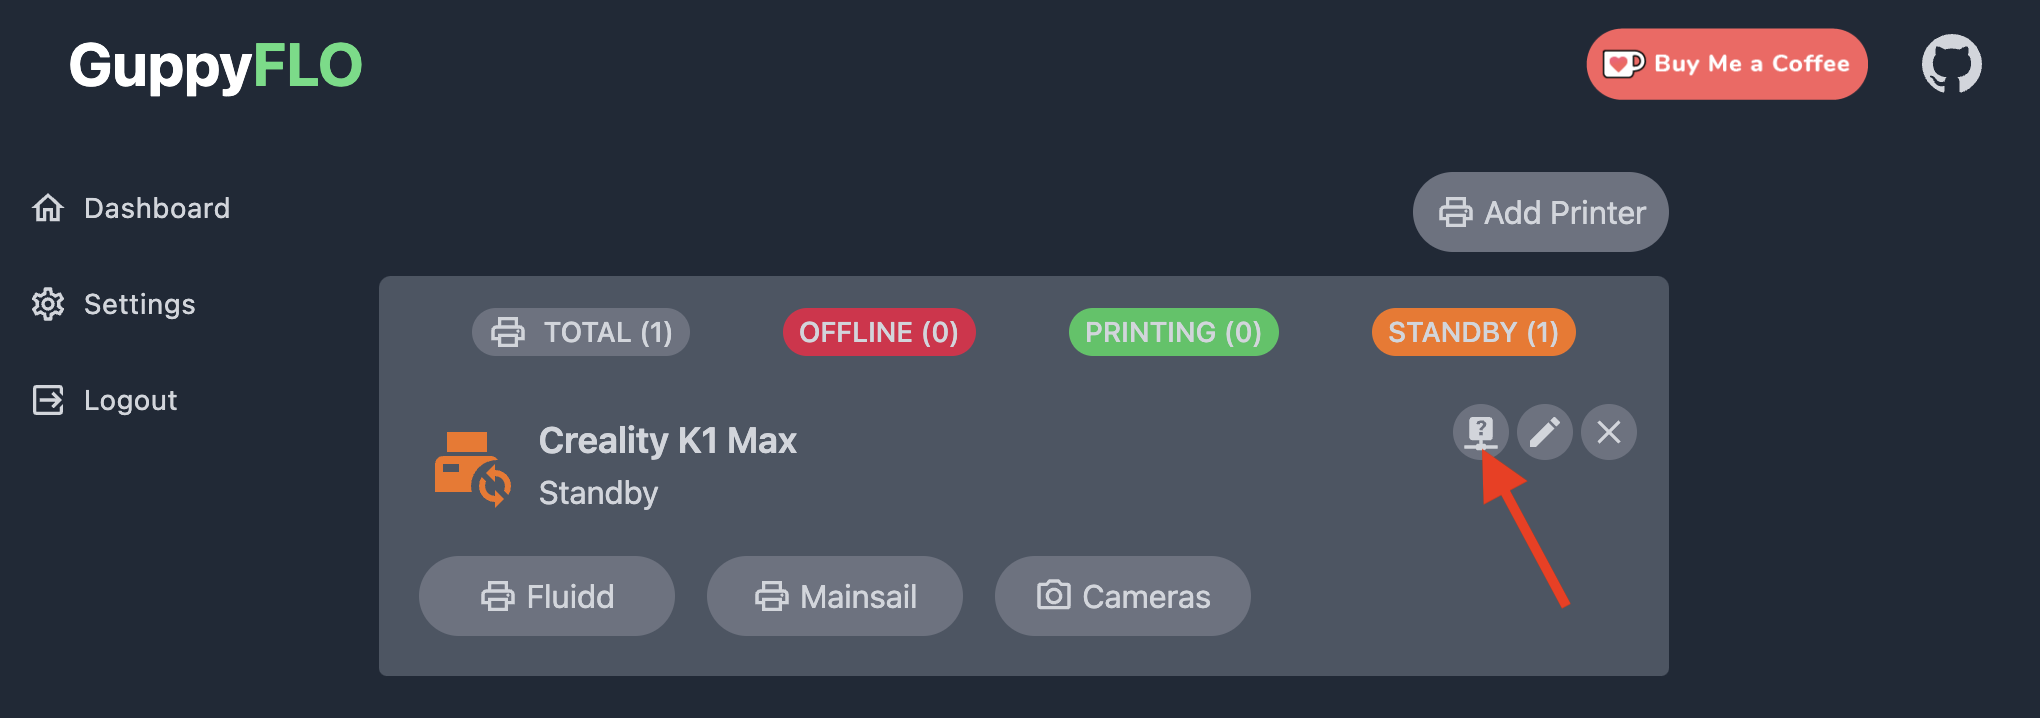 GuppyFLO
Buy Me a Coffee
Dashboard
Settings
Logout
Add Printer
TOTAL (1)
OFFLINE (0)
PRINTING (0)
STANDBY (1)
Creality K1 Max
Standby
?
Fluidd
Mainsail
Cameras